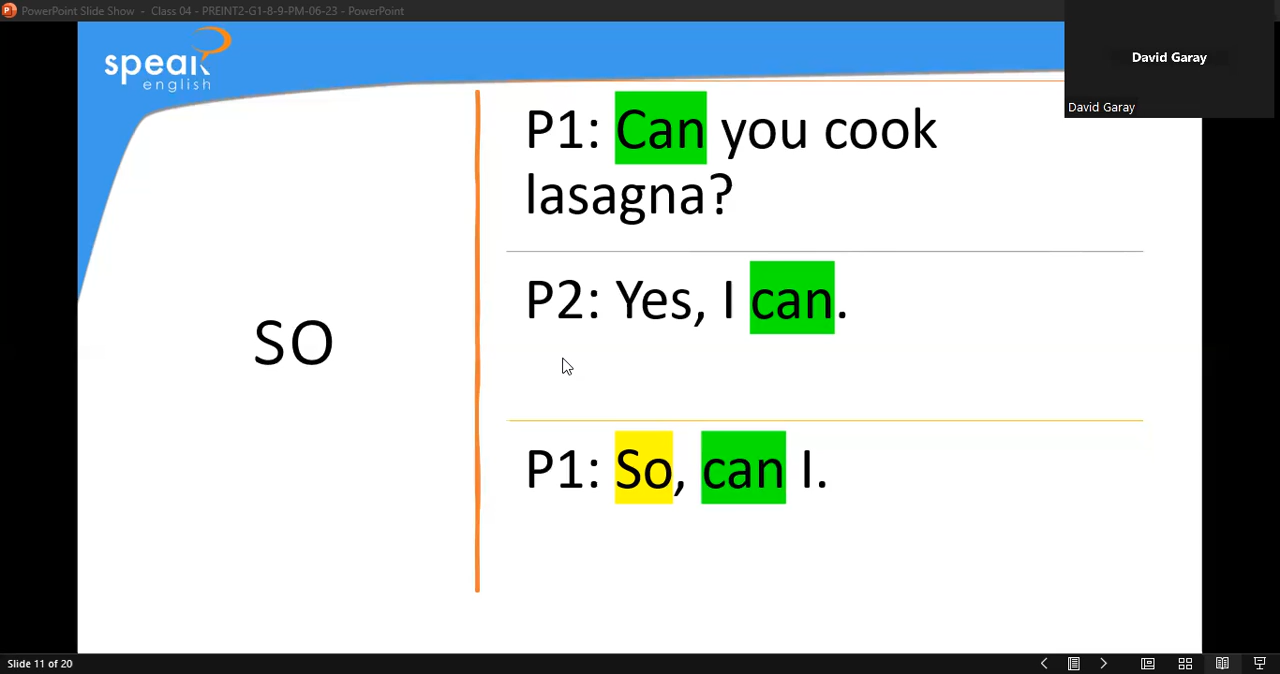 PowerPoint Slide Show - Class 04 - PREINT2-G1-8-9-PM-06-23 - PowerPoint
David Garay
David Garay
speak
english
P1: Can you cook
lasagna?
P2: Yes, I can.
SO
P1: So, can I.
Slide 11 of 20